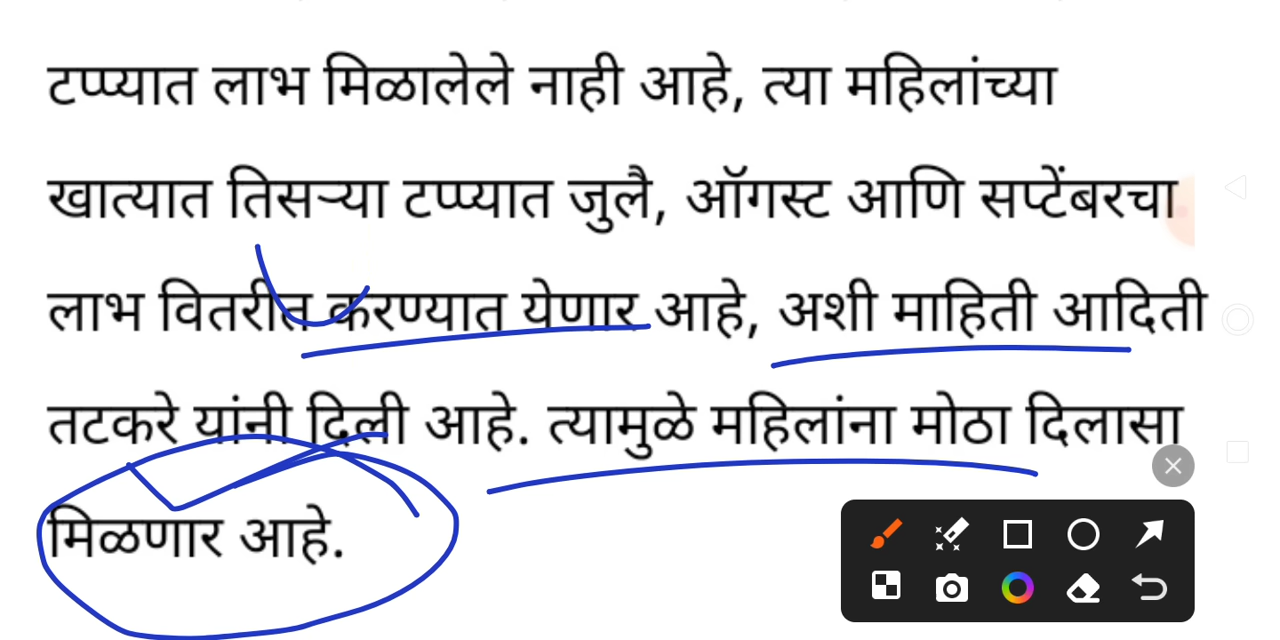 टप्प्यात लाभ मिळालेले नाही आहे, त्या महिलांच्या
खात्यात तिसऱ्या टप्प्यात जुलै, ऑगस्ट आणि सप्टेंबरचा
लाभ वितरीत करण्यात येणार आहे, अशी माहिती आदिती
तटकरे यांनी दिली आहे. त्यामुळे महिलांना मोठा दिलासा
मिळणार आहे.